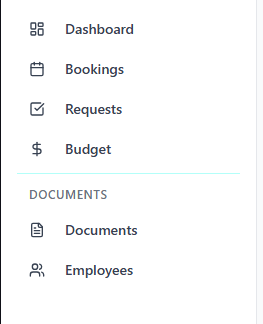 Dashboard
Bookings
Requests
Budget
DOCUMENTS
Documents
Employees